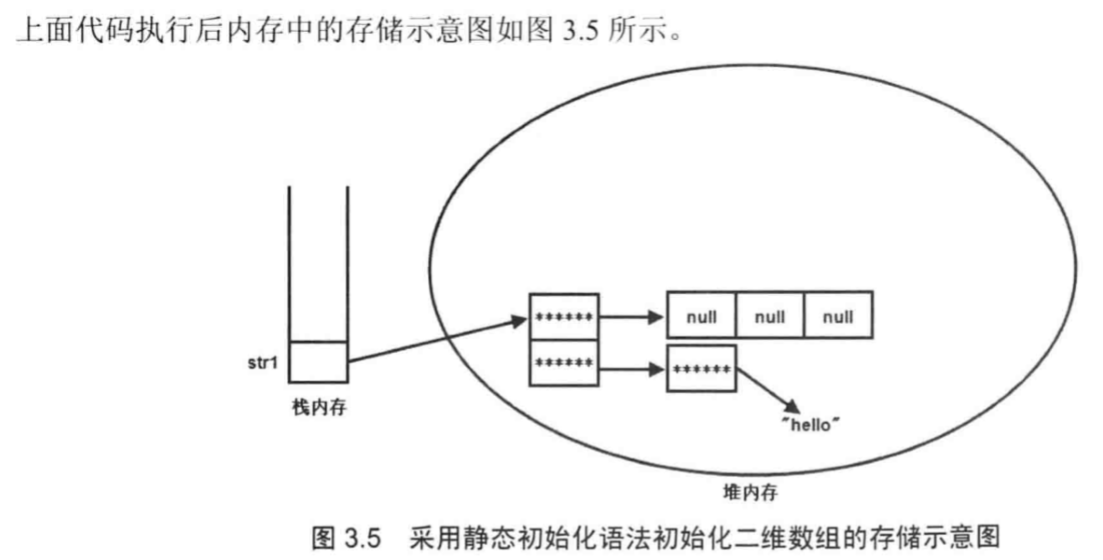 上面代码执行后内存中的存储示意图如图 3.5 所示。
****** null null null
str1 ****** ******
栈内存 "hello"
堆内存
图 3.5 采用静态初始化语法初始化二维数组的存储示意图